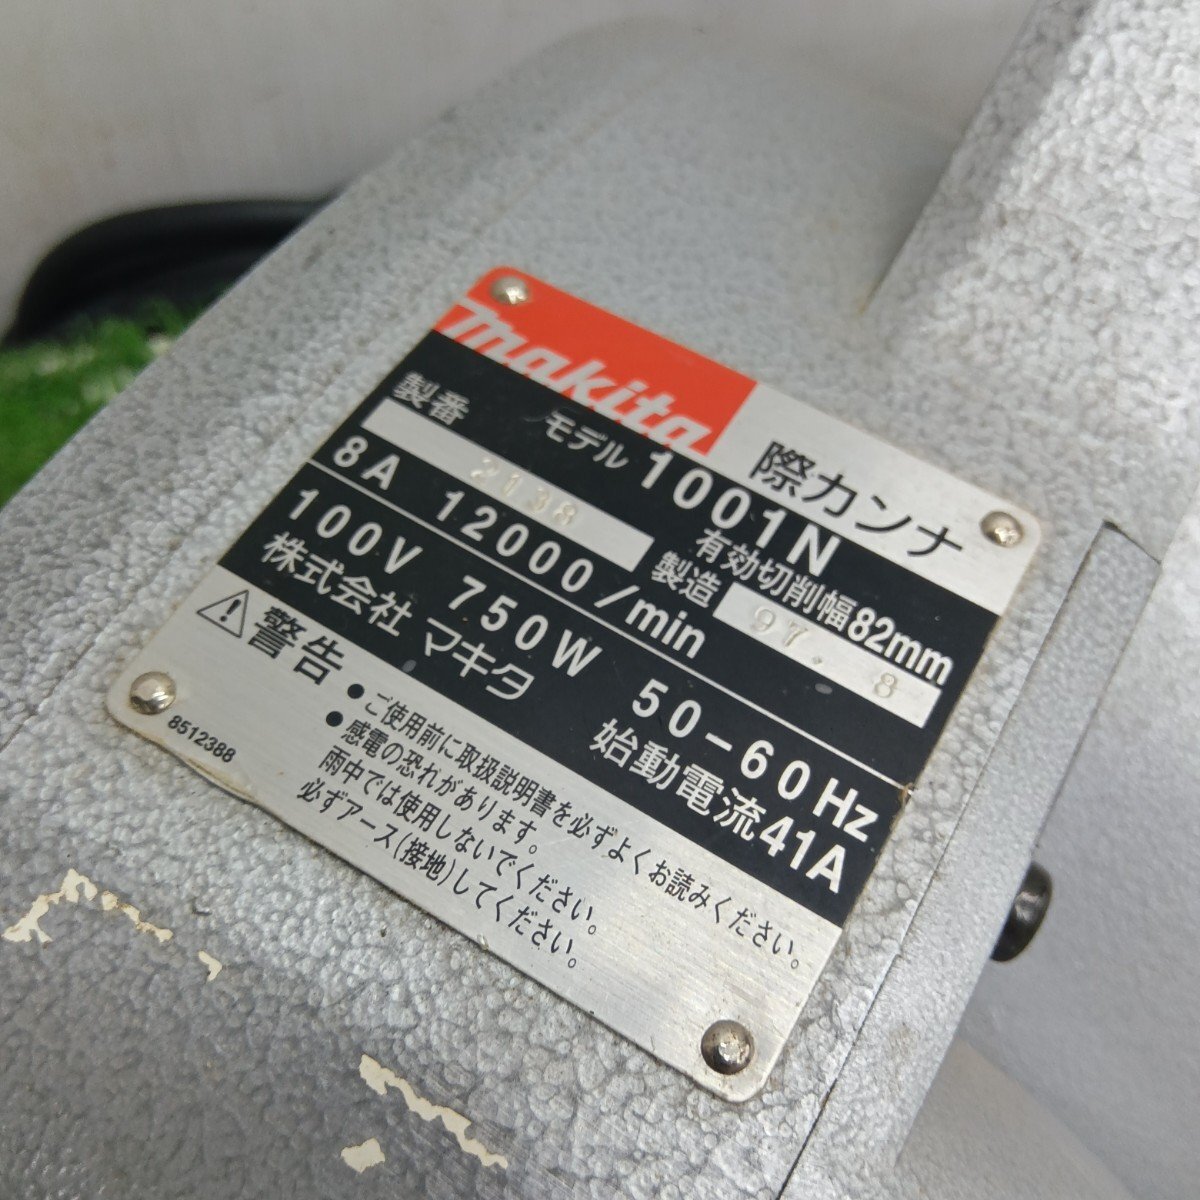 makita
際カンナ
モデル 1001N
有効切削幅82mm
製番 2138
製造 97.8
8A 12000/min
100V 750W 50-60Hz
株式会社 マキタ 始動電流41A
⚠警告
●ご使用前に取扱説明書を必ずよくお読みください。
●感電の恐れがあります。
雨中では使用しないでください。
必ずアース(接地)してください。
8512388